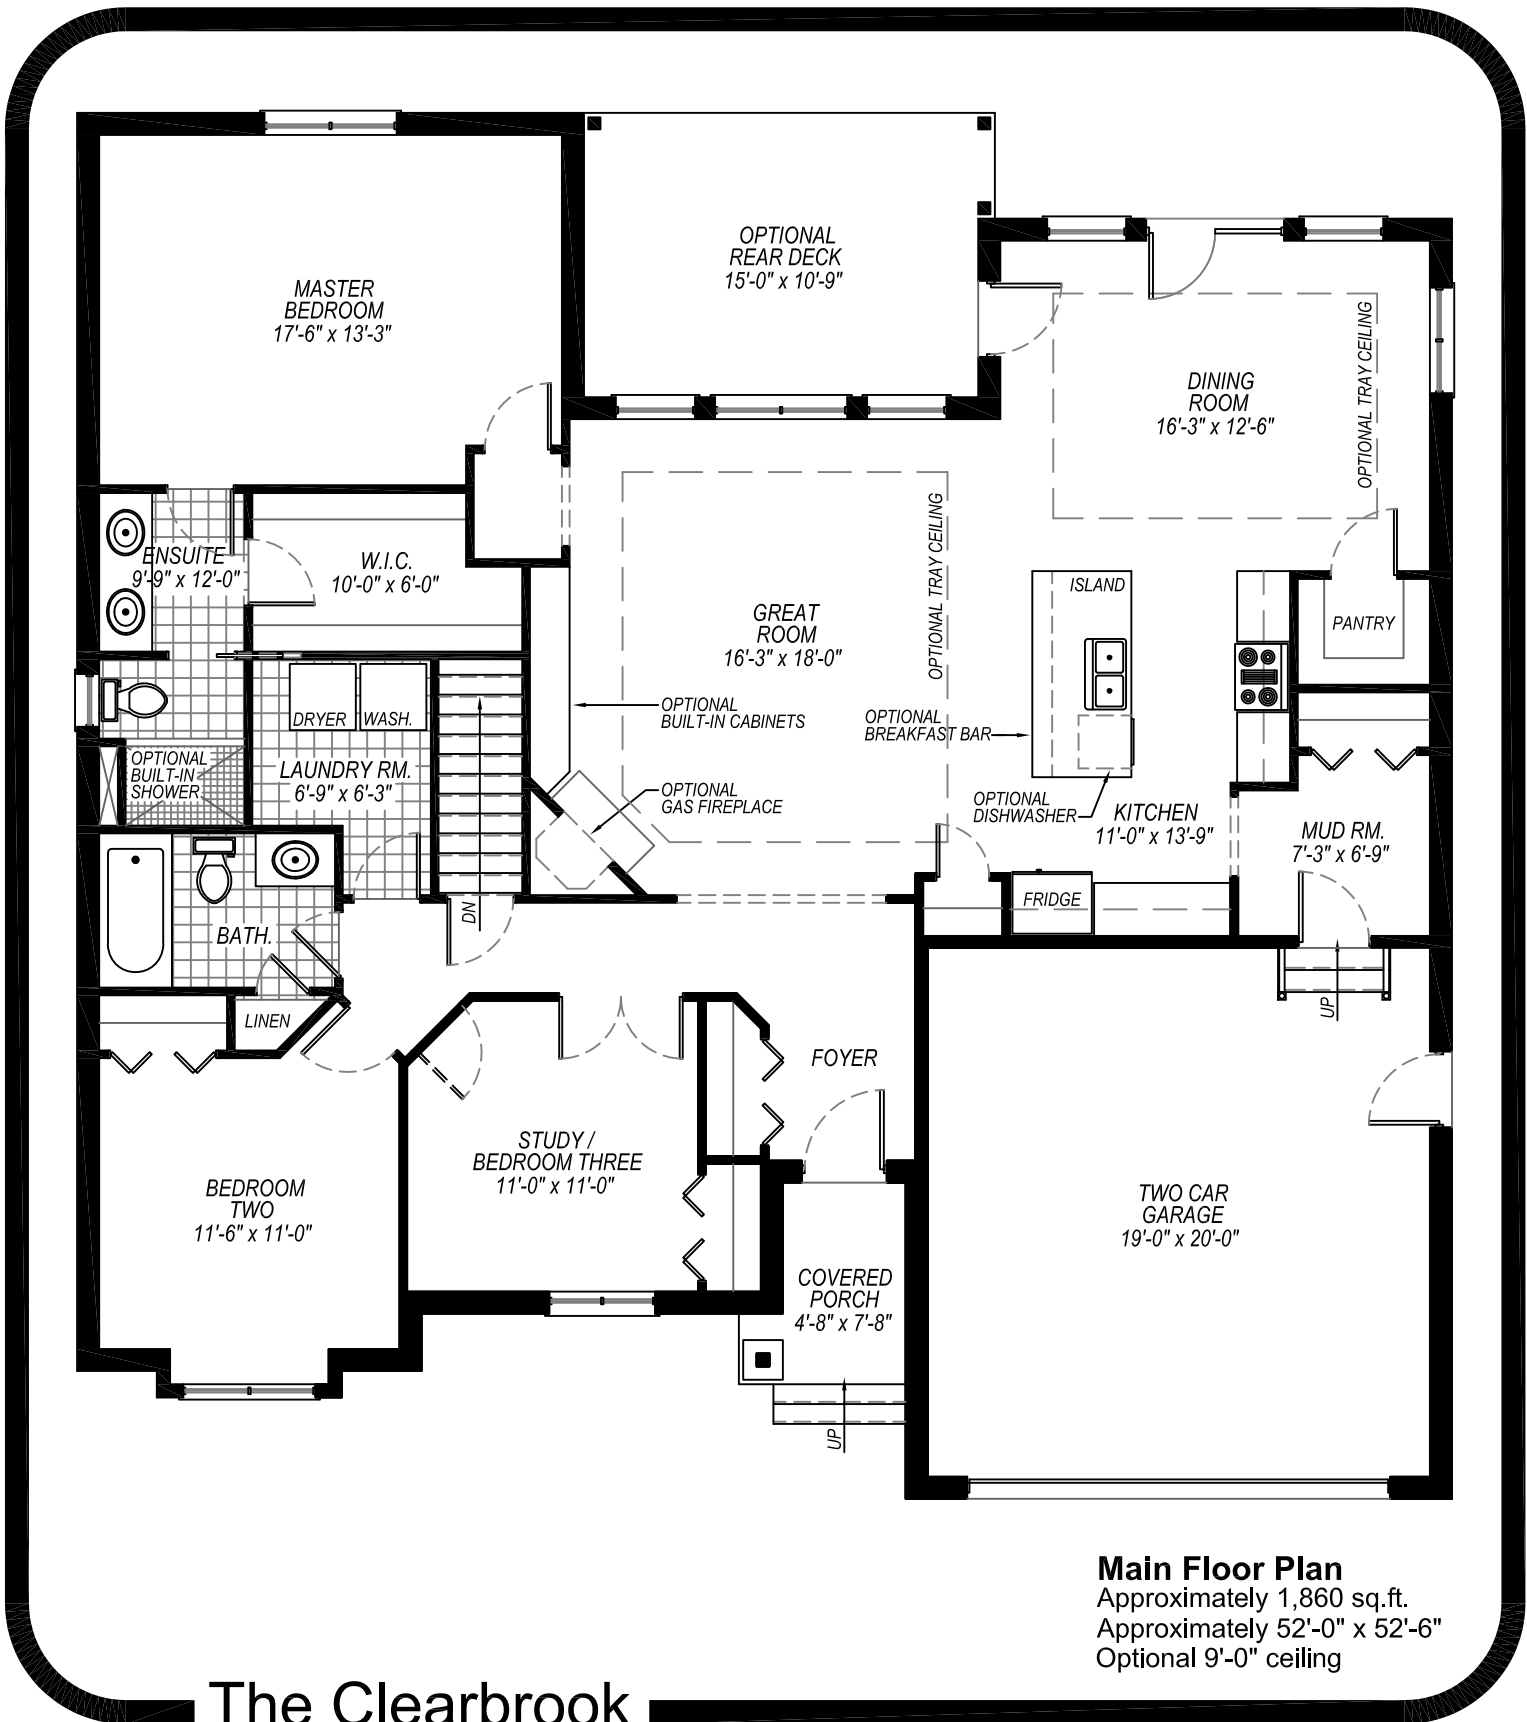 OPTIONAL
REAR DECK
15'-0" x 10'-9"
MASTER
BEDROOM
17'-6" x 13'-3"
DINING
ROOM
16'-3" x 12'-6"
OPTIONAL TRAY CEILING
ENSUITE
9'-9" x 12'-0"
W.I.C.
10'-0" x 6'-0"
GREAT
ROOM
16'-3" x 18'-0"
OPTIONAL TRAY CEILING
ISLAND
PANTRY
DRYER
WASH.
OPTIONAL
BUILT-IN CABINETS
OPTIONAL
BREAKFAST BAR
OPTIONAL
BUILT-IN
SHOWER
LAUNDRY RM.
6'-9" x 6'-3"
OPTIONAL
GAS FIREPLACE
OPTIONAL
DISHWASHER
KITCHEN
11'-0" x 13'-9"
MUD RM.
7'-3" x 6'-9"
FRIDGE
DN
BATH.
LINEN
UP
FOYER
STUDY /
BEDROOM THREE
11'-0" x 11'-0"
BEDROOM
TWO
11'-6" x 11'-0"
TWO CAR
GARAGE
19'-0" x 20'-0"
COVERED
PORCH
4'-8" x 7'-8"
UP
Main Floor Plan
Approximately 1,860 sq.ft.
Approximately 52'-0" x 52'-6"
Optional 9'-0" ceiling
The Clearbrook